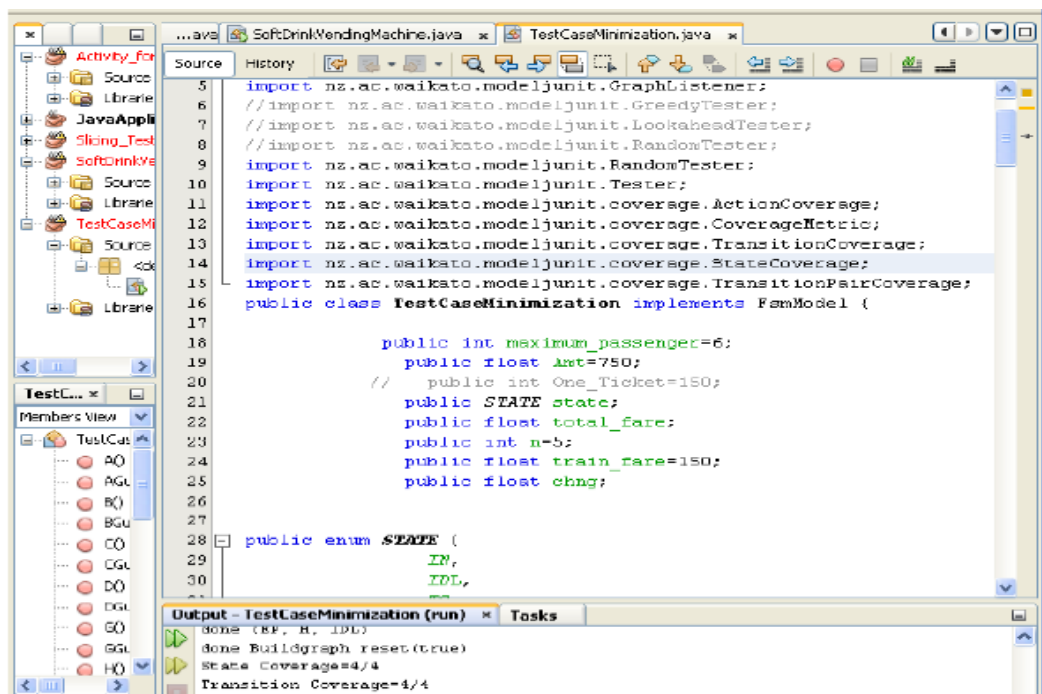 ...ava SoftDrinkVendingMachine.java x TestCaseMinimization.java x
Source History
Activity_for
Source
Librarie
JavaAppli
Slicing_Test
SoftDrinkVe
Source
Librarie
TestCaseMi
Source
<de
Librarie
5 import nz.ac.waikato.modeljunit.GraphListener;
6 //import nz.ac.waikato.modeljunit.GreedyTester;
7 //import nz.ac.waikato.modeljunit.LookaheadTester;
8 //import nz.ac.waikato.modeljunit.RandomTester;
9 import nz.ac.waikato.modeljunit.RandomTester;
10 import nz.ac.waikato.modeljunit.Tester;
11 import nz.ac.waikato.modeljunit.coverage.ActionCoverage;
12 import nz.ac.waikato.modeljunit.coverage.CoverageMetric;
13 import nz.ac.waikato.modeljunit.coverage.TransitionCoverage;
14 import nz.ac.waikato.modeljunit.coverage.StateCoverage;
15 import nz.ac.waikato.modeljunit.coverage.TransitionPairCoverage;
16 public class TestCaseMinimization implements FsmModel {
17
18 public int maximum_passenger=6;
19 public float Amt=750;
20 // public int One_Ticket=150;
21 public STATE state;
22 public float total_fare;
23 public int n=5;
24 public float train_fare=150;
25 public float chng;
26
27
28 public enum STATE {
29 IN,
30 IDL,
TestC... x
Members View
TestCas
A()
AGu
B()
BGu
C()
CGu
D()
DGu
G()
GGu
H()
Output - TestCaseMinimization (run) x Tasks
done (EF, H, IDL)
done Buildgraph reset(true)
State Coverage=4/4
Transition Coverage=4/4